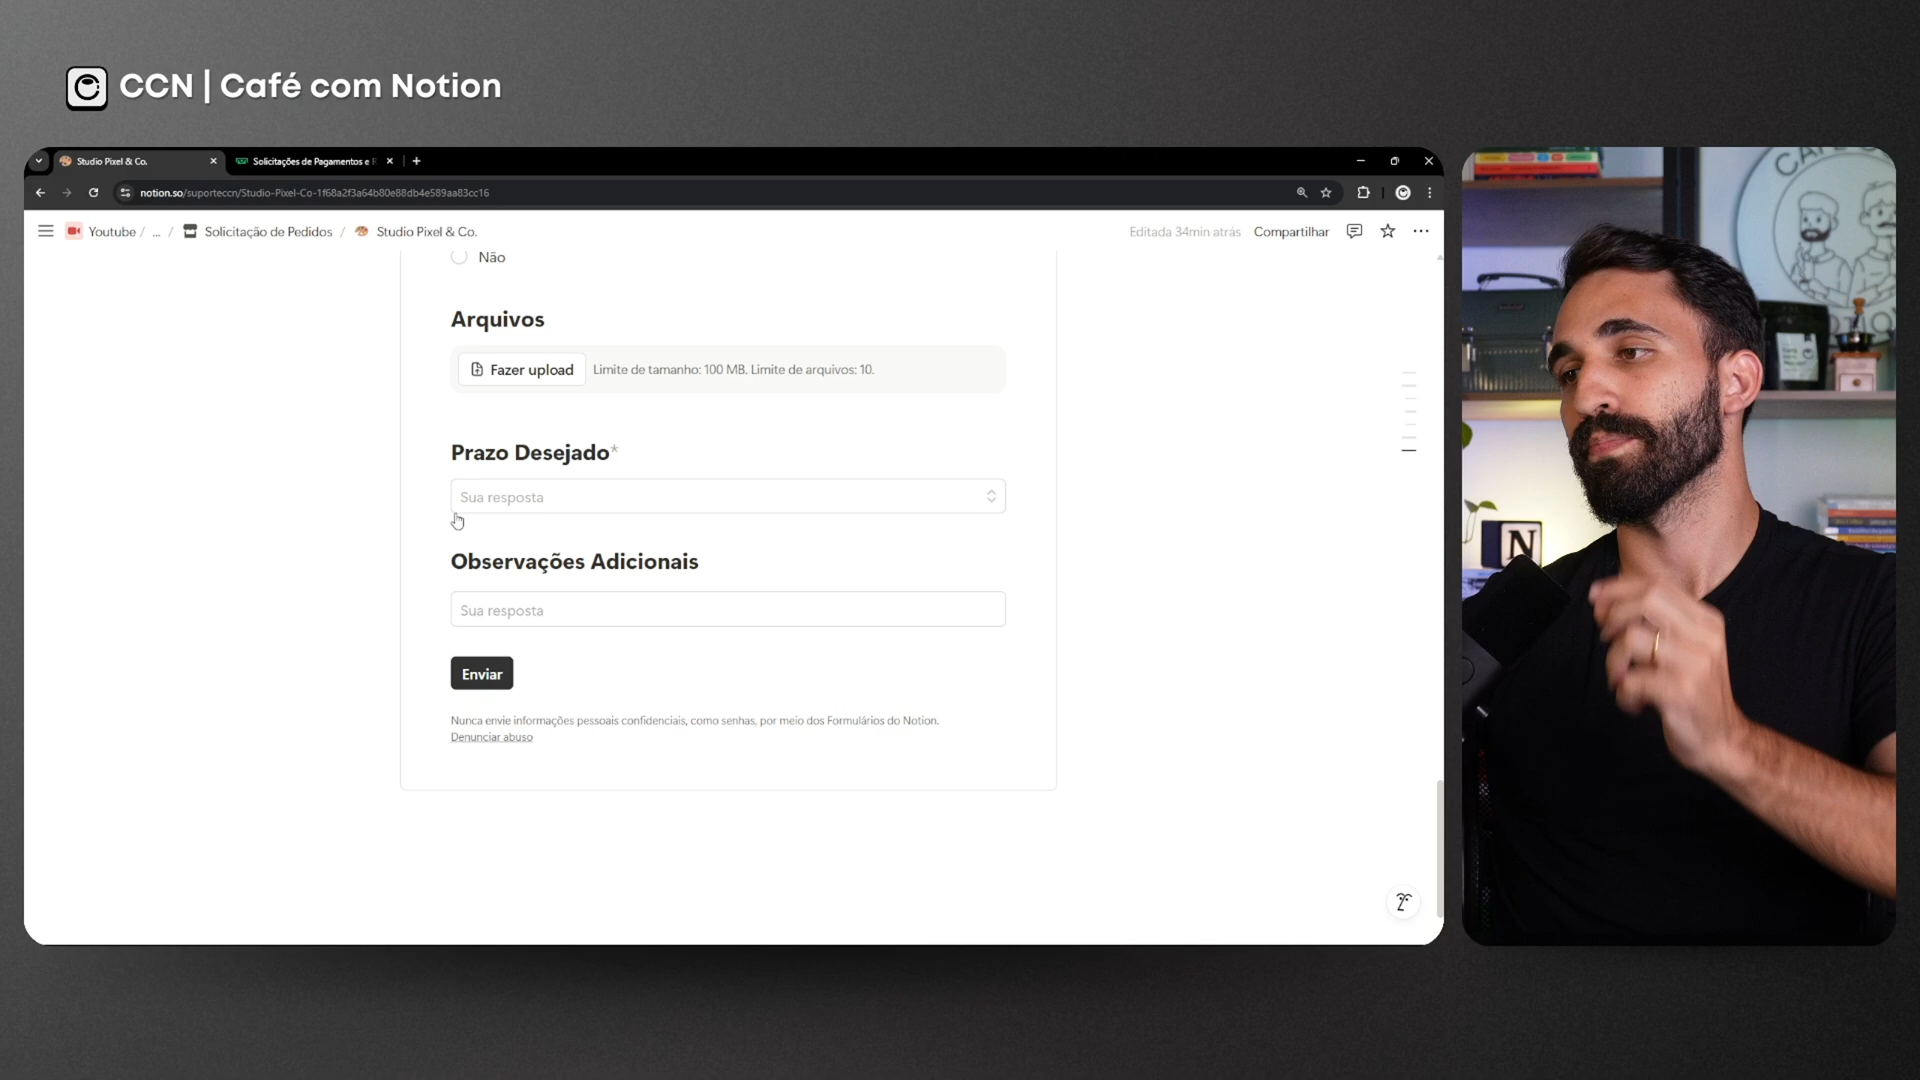 CCN | Café com Notion
Studio Pixel & Co.
Solicitações de Pagamentos e
notion.so/suporteccn/Studio-Pixel-Co-1f68a2f3a64b80e88db4e589aa83cc16
Youtube / ... / Solicitação de Pedidos / Studio Pixel & Co.
Editada 34min atrás Compartilhar
Não
Arquivos
Fazer upload Limite de tamanho: 100 MB. Limite de arquivos: 10.
Prazo Desejado*
Sua resposta
Observações Adicionais
Sua resposta
Enviar
Nunca envie informações pessoais confidenciais, como senhas, por meio dos Formulários do Notion.
Denunciar abuso
N